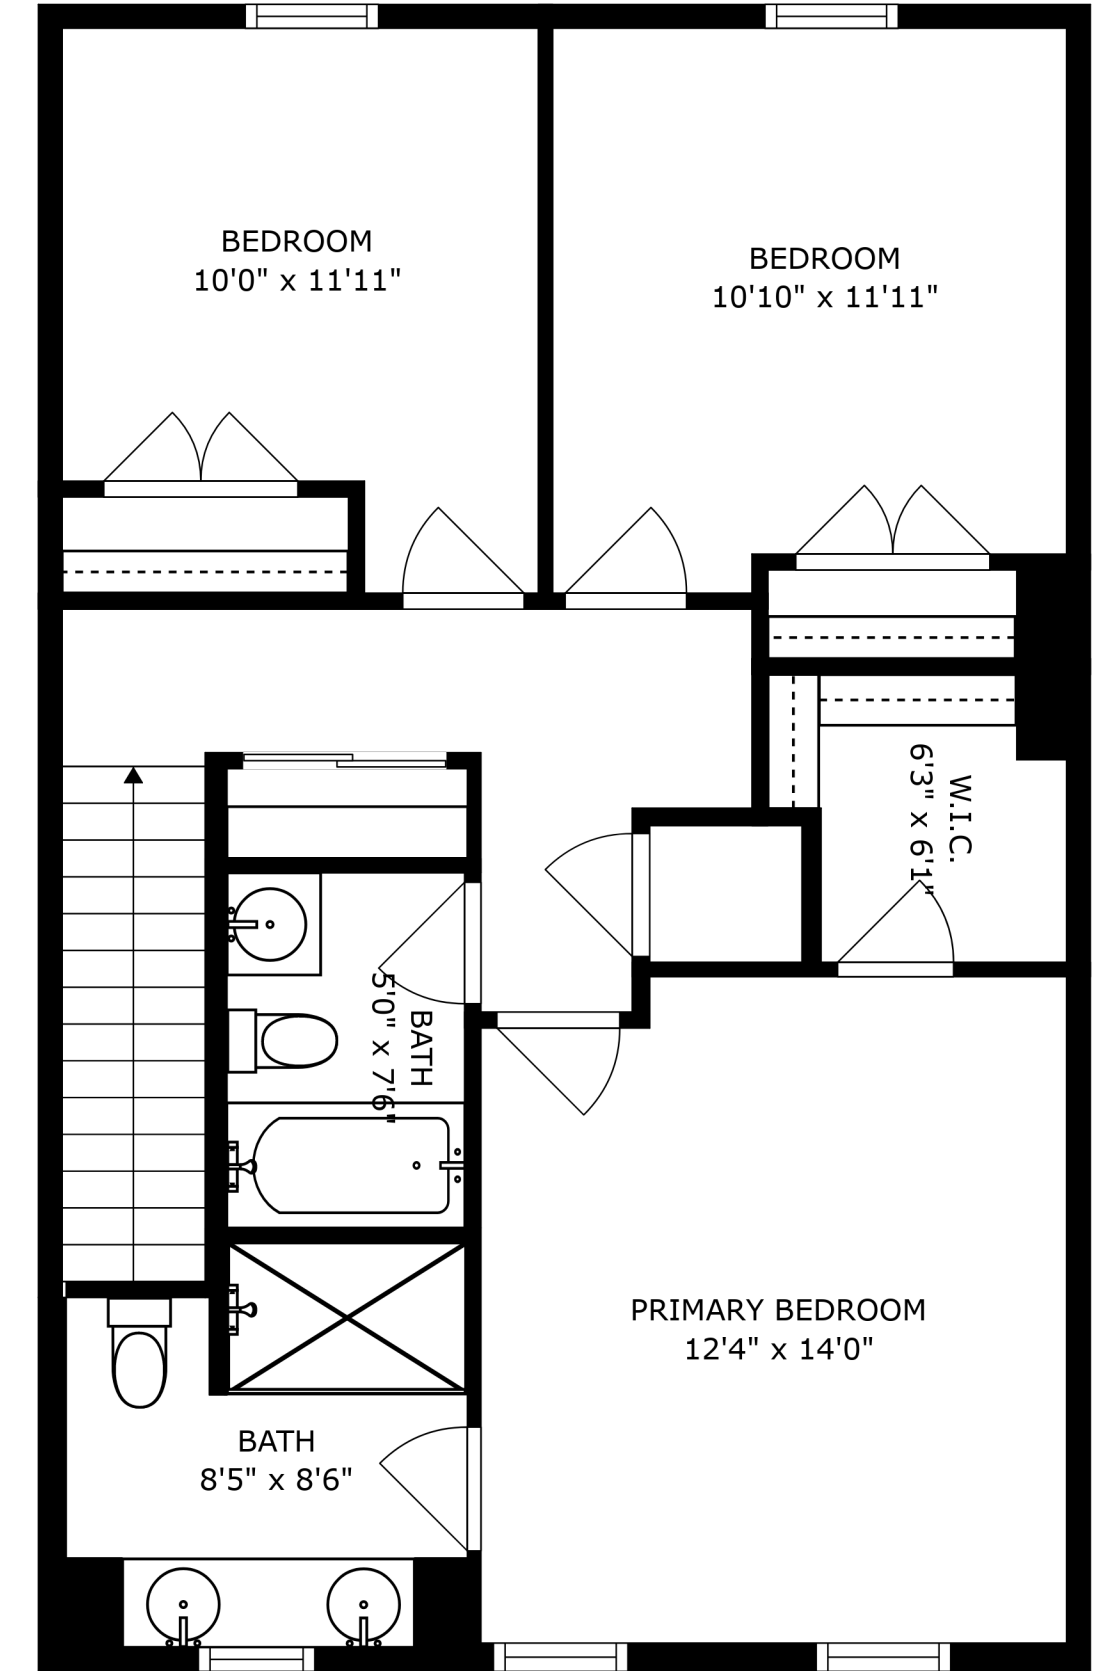 BEDROOM
10'0" x 11'11"
BEDROOM
10'10" x 11'11"
W.I.C.
6'3" x 6'1"
BATH
5'0" x 7'6"
PRIMARY BEDROOM
12'4" x 14'0"
BATH
8'5" x 8'6"